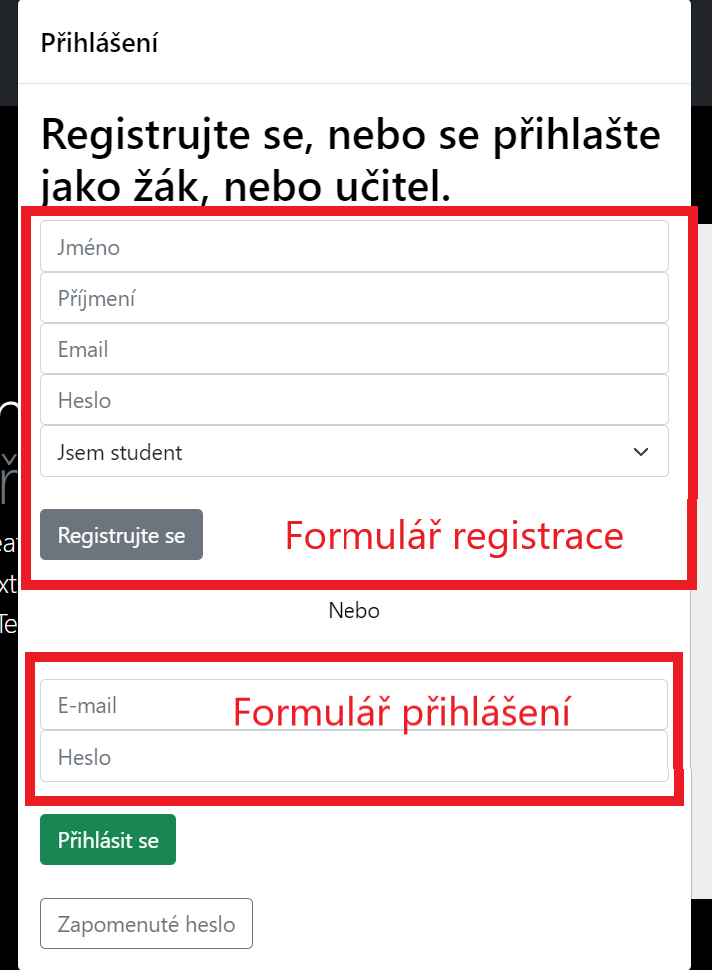 Přihlášení
Registrujte se, nebo se přihlašte
jako žák, nebo učitel.
Jméno
Příjmení
Email
Heslo
Jsem student
Registrujte se
Formulář registrace
Nebo
E-mail
Formulář přihlášení
Heslo
Přihlásit se
Zapomenuté heslo